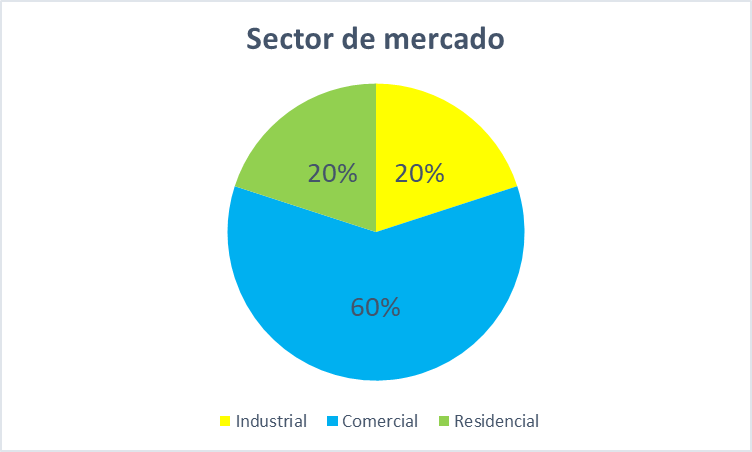 Sector de mercado
20% 20%
60%
Industrial Comercial Residencial